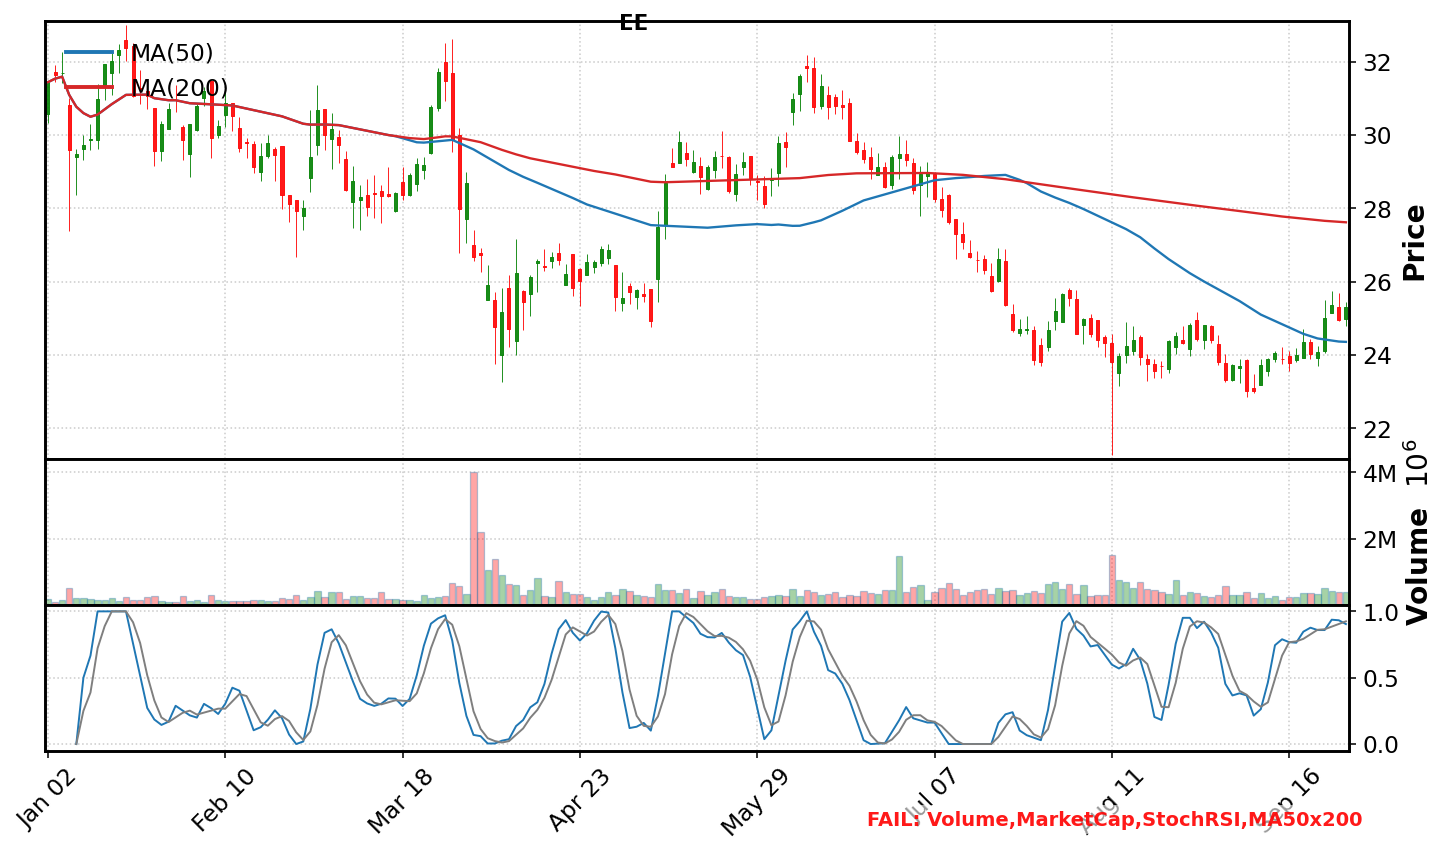 EE
MA(50)
MA(200)
32
30
28
26
24
22
Price
4M
2M
Volume 10^6
1.0
0.5
0.0
Jan 02
Feb 10
Mar 18
Apr 23
May 29
Jul 07
Aug 11
Sep 16
FAIL: Volume,MarketCap,StochRSI,MA50x200